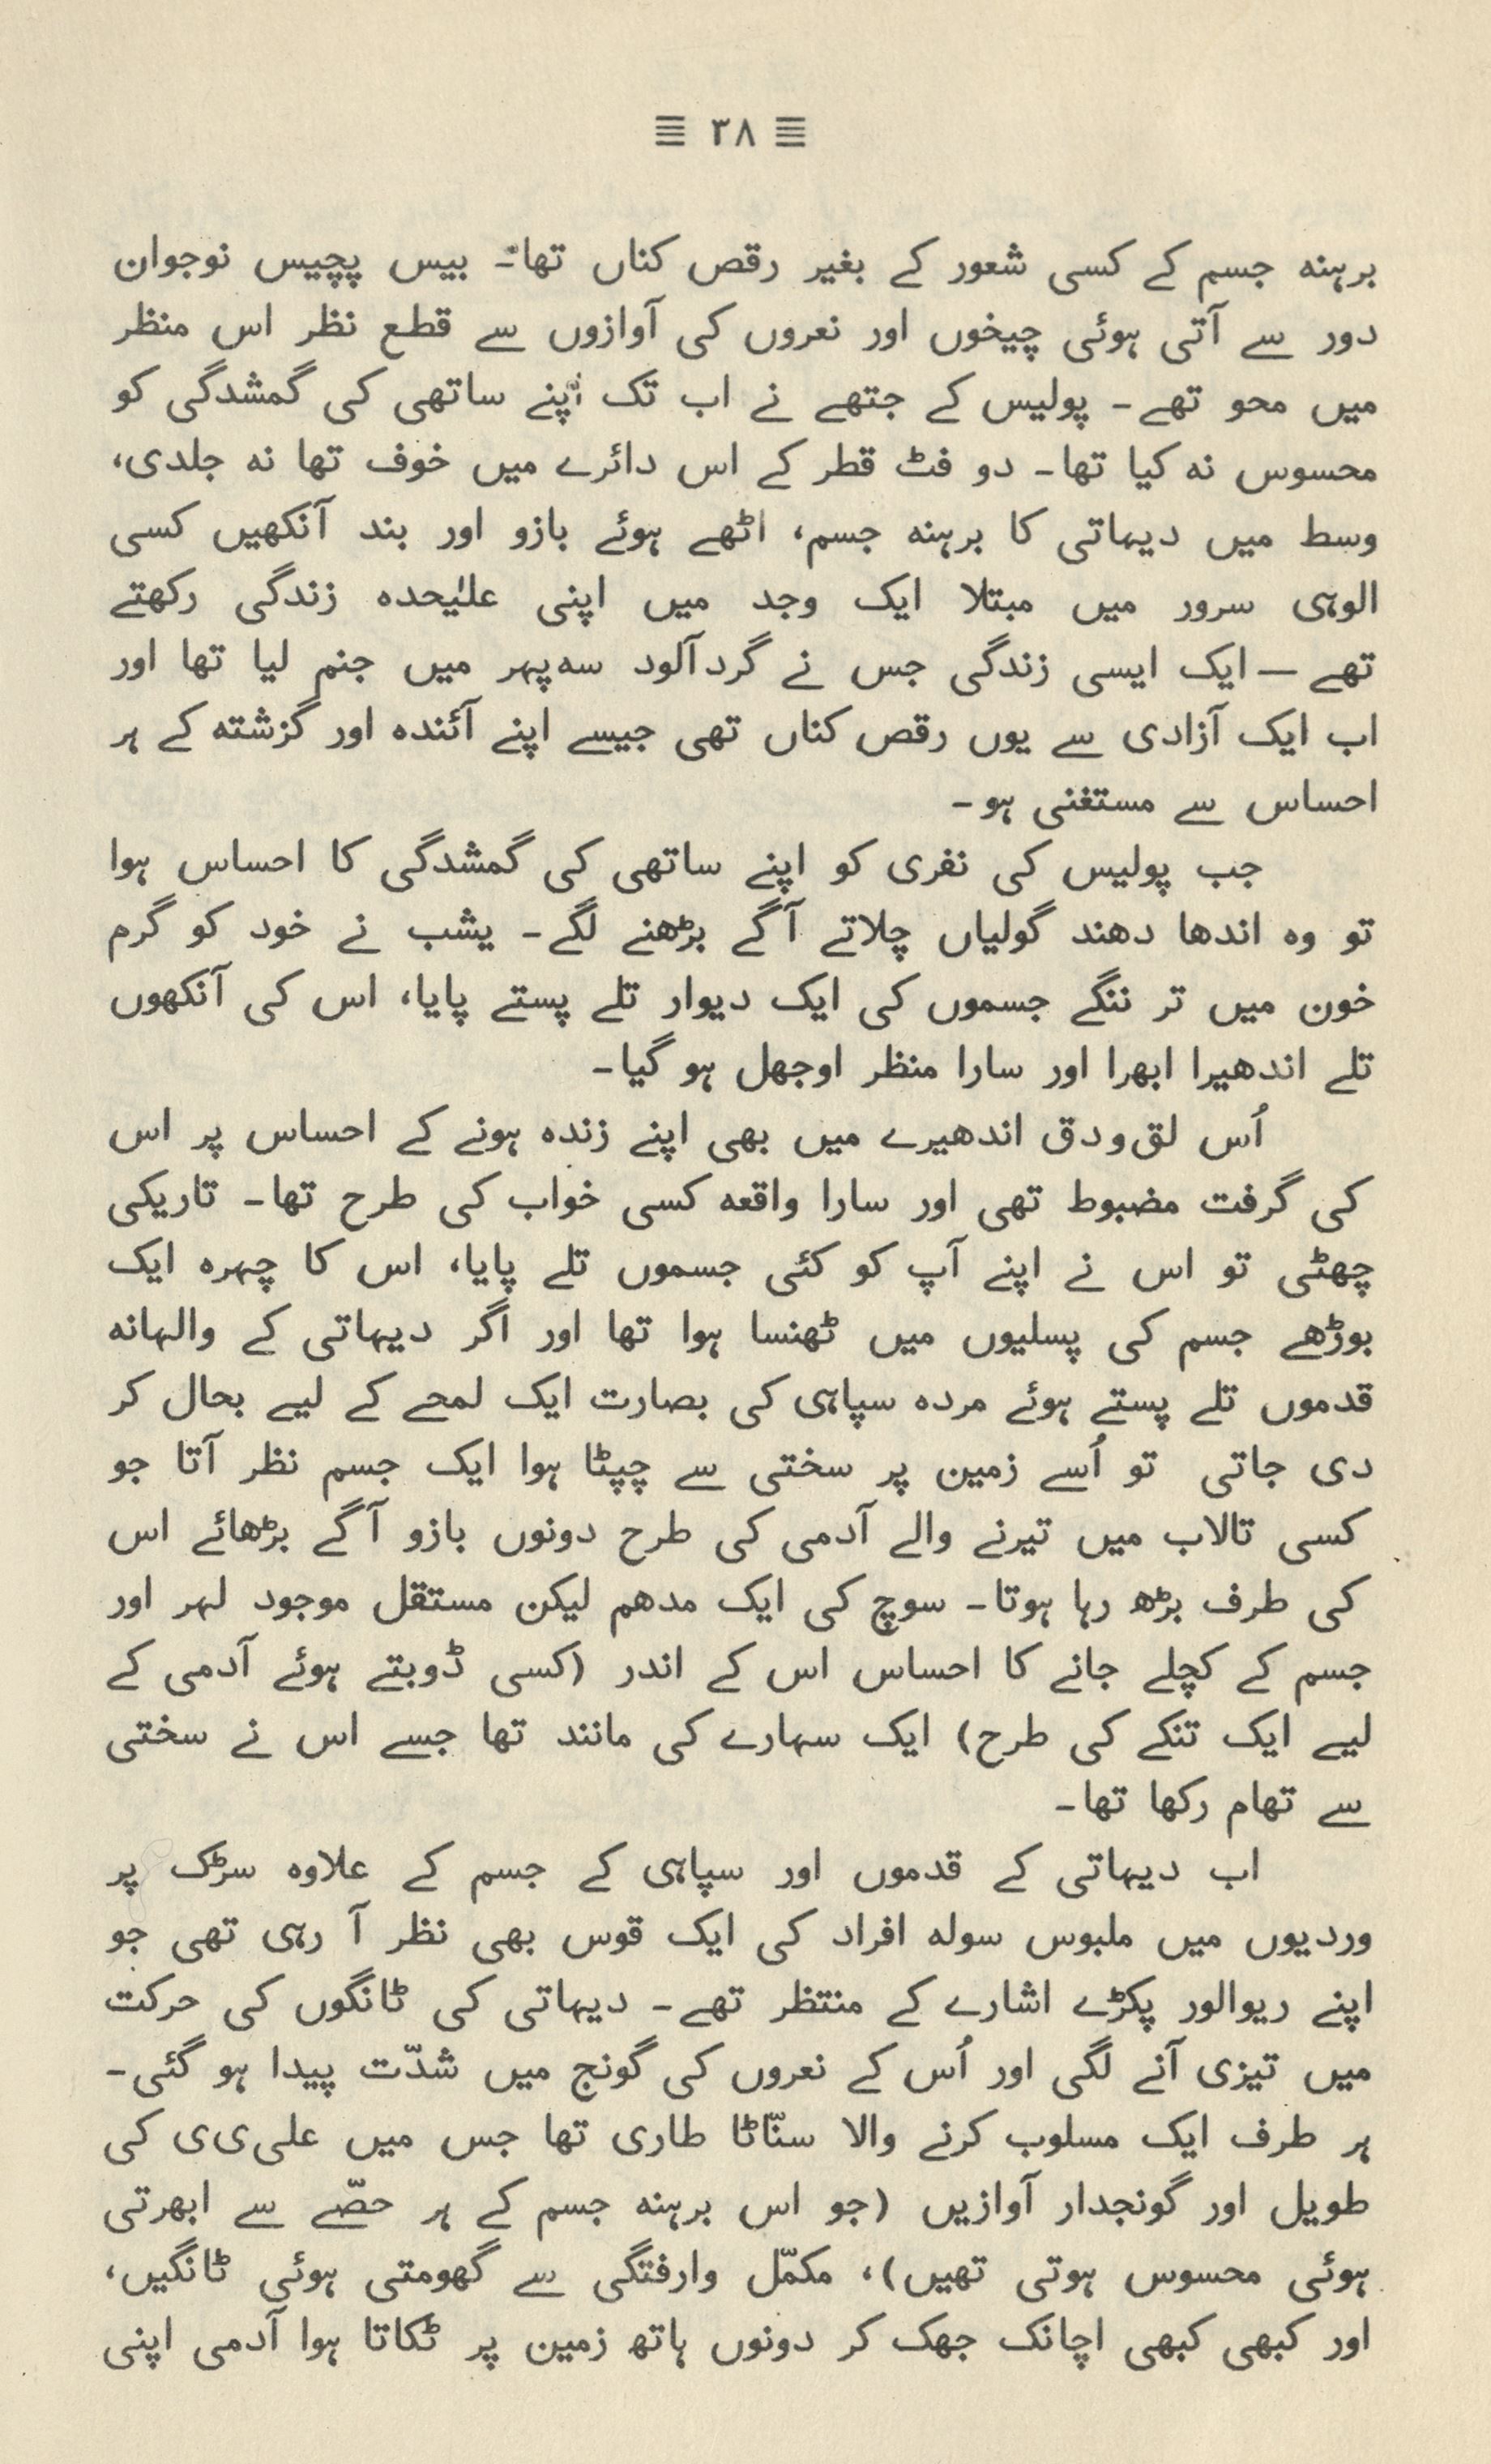 ≡ ۳۸ ≡
برہنہ جسم کے کسی شعور کے بغیر رقص کناں تھا۔ بیس پچیس نوجوان
دور سے آتی ہوئی چیخوں اور نعروں کی آوازوں سے قطع نظر اس منظر
میں محو تھے۔ پولیس کے جتھے نے اب تک اپنے ساتھی کی گمشدگی کو
محسوس نہ کیا تھا۔ دو فٹ قطر کے اس دائرے میں خوف تھا نہ جلدی،
وسط میں دیہاتی کا برہنہ جسم، اٹھے ہوئے بازو اور بند آنکھیں کسی
الوہی سرور میں مبتلا ایک وجد میں اپنی علیٰحدہ زندگی رکھتے
تھے — ایک ایسی زندگی جس نے گرد آلود سہ پہر میں جنم لیا تھا اور
اب ایک آزادی سے یوں رقص کناں تھی جیسے اپنے آئندہ اور گزشتہ کے ہر
احساس سے مستغنی ہو۔
جب پولیس کی نفری کو اپنے ساتھی کی گمشدگی کا احساس ہوا
تو وہ اندھا دھند گولیاں چلاتے آگے بڑھنے لگے۔ یشب نے خود کو گرم
خون میں تر ننگے جسموں کی ایک دیوار تلے پستے پایا، اس کی آنکھوں
تلے اندھیرا ابھرا اور سارا منظر اوجھل ہو گیا۔
اُس لق و دق اندھیرے میں بھی اپنے زندہ ہونے کے احساس پر اس
کی گرفت مضبوط تھی اور سارا واقعہ کسی خواب کی طرح تھا۔ تاریکی
چھٹی تو اس نے اپنے آپ کو کئی جسموں تلے پایا، اس کا چہرہ ایک
بوڑھے جسم کی پسلیوں میں ٹھنسا ہوا تھا اور اگر دیہاتی کے والہانہ
قدموں تلے پستے ہوئے مردہ سپاہی کی بصارت ایک لمحے کے لیے بحال کر
دی جاتی تو اُسے زمین پر سختی سے چپٹا ہوا ایک جسم نظر آتا جو
کسی تالاب میں تیرنے والے آدمی کی طرح دونوں بازو آگے بڑھائے اس
کی طرف بڑھ رہا ہوتا۔ سوچ کی ایک مدھم لیکن مستقل موجود لہر اور
جسم کے کچلے جانے کا احساس اس کے اندر (کسی ڈوبتے ہوئے آدمی کے
لیے ایک تنکے کی طرح) ایک سہارے کی مانند تھا جسے اس نے سختی
سے تھام رکھا تھا۔
اب دیہاتی کے قدموں اور سپاہی کے جسم کے علاوہ سڑک پر
وردیوں میں ملبوس سولہ افراد کی ایک قوس بھی نظر آ رہی تھی جو
اپنے ریوالور پکڑے اشارے کے منتظر تھے۔ دیہاتی کی ٹانگوں کی حرکت
میں تیزی آنے لگی اور اُس کے نعروں کی گونج میں شدّت پیدا ہو گئی۔
ہر طرف ایک مسلوب کرنے والا سنّاٹا طاری تھا جس میں علی ی ی کی
طویل اور گونجدار آوازیں (جو اس برہنہ جسم کے ہر حصّے سے ابھرتی
ہوئی محسوس ہوتی تھیں)، مکمّل وارفتگی سے گھومتی ہوئی ٹانگیں،
اور کبھی کبھی اچانک جھک کر دونوں ہاتھ زمین پر ٹکاتا ہوا آدمی اپنی